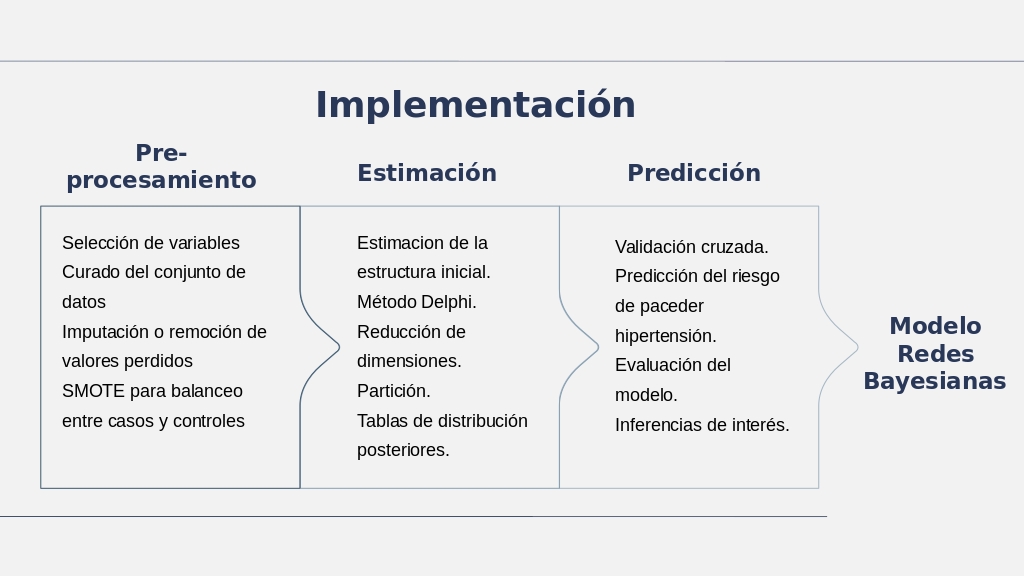 Implementación
Pre-
procesamiento
Selección de variables
Curado del conjunto de
datos
Imputación o remoción de
valores perdidos
SMOTE para balanceo
entre casos y controles
Estimación
Estimacion de la
estructura inicial.
Método Delphi.
Reducción de
dimensiones.
Partición.
Tablas de distribución
posteriores.
Predicción
Validación cruzada.
Predicción del riesgo
de paceder
hipertensión.
Evaluación del
modelo.
Inferencias de interés.
Modelo
Redes
Bayesianas